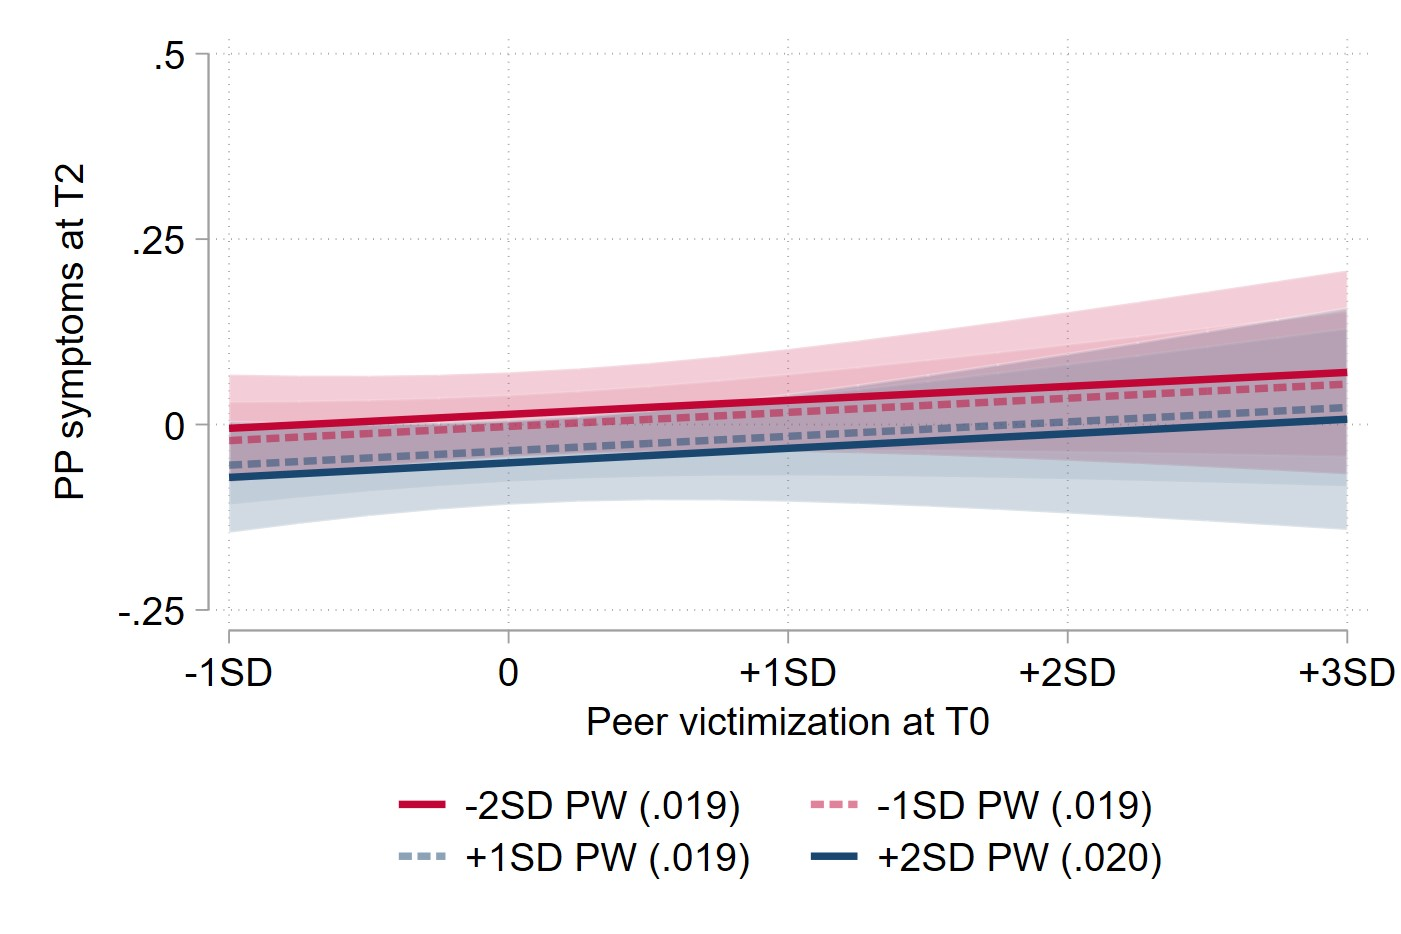 .5
.25
0
-.25
PP symptoms at T2
-1SD 0 +1SD +2SD +3SD
Peer victimization at T0
-2SD PW (.019) -1SD PW (.019)
+1SD PW (.019) +2SD PW (.020)